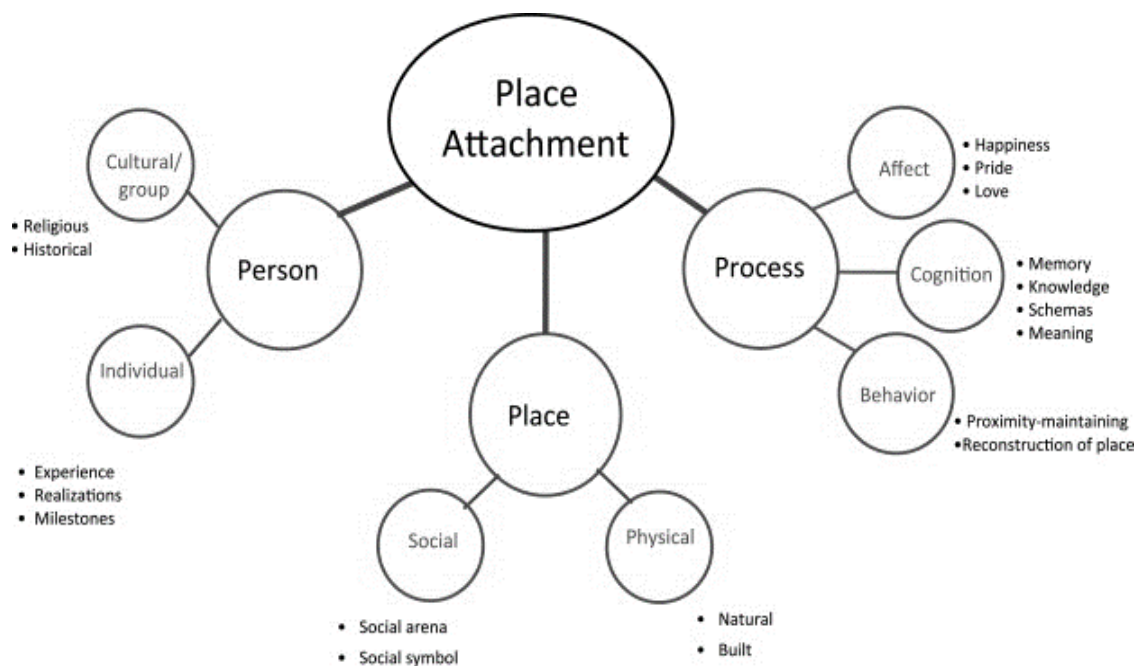 Place
Attachment
Cultural/
group
• Religious
• Historical
Person
Individual
• Experience
• Realizations
• Milestones
Place
Social
• Social arena
• Social symbol
Physical
• Natural
• Built
Process
Affect
• Happiness
• Pride
• Love
Cognition
• Memory
• Knowledge
• Schemas
• Meaning
Behavior
• Proximity-maintaining
•Reconstruction of place